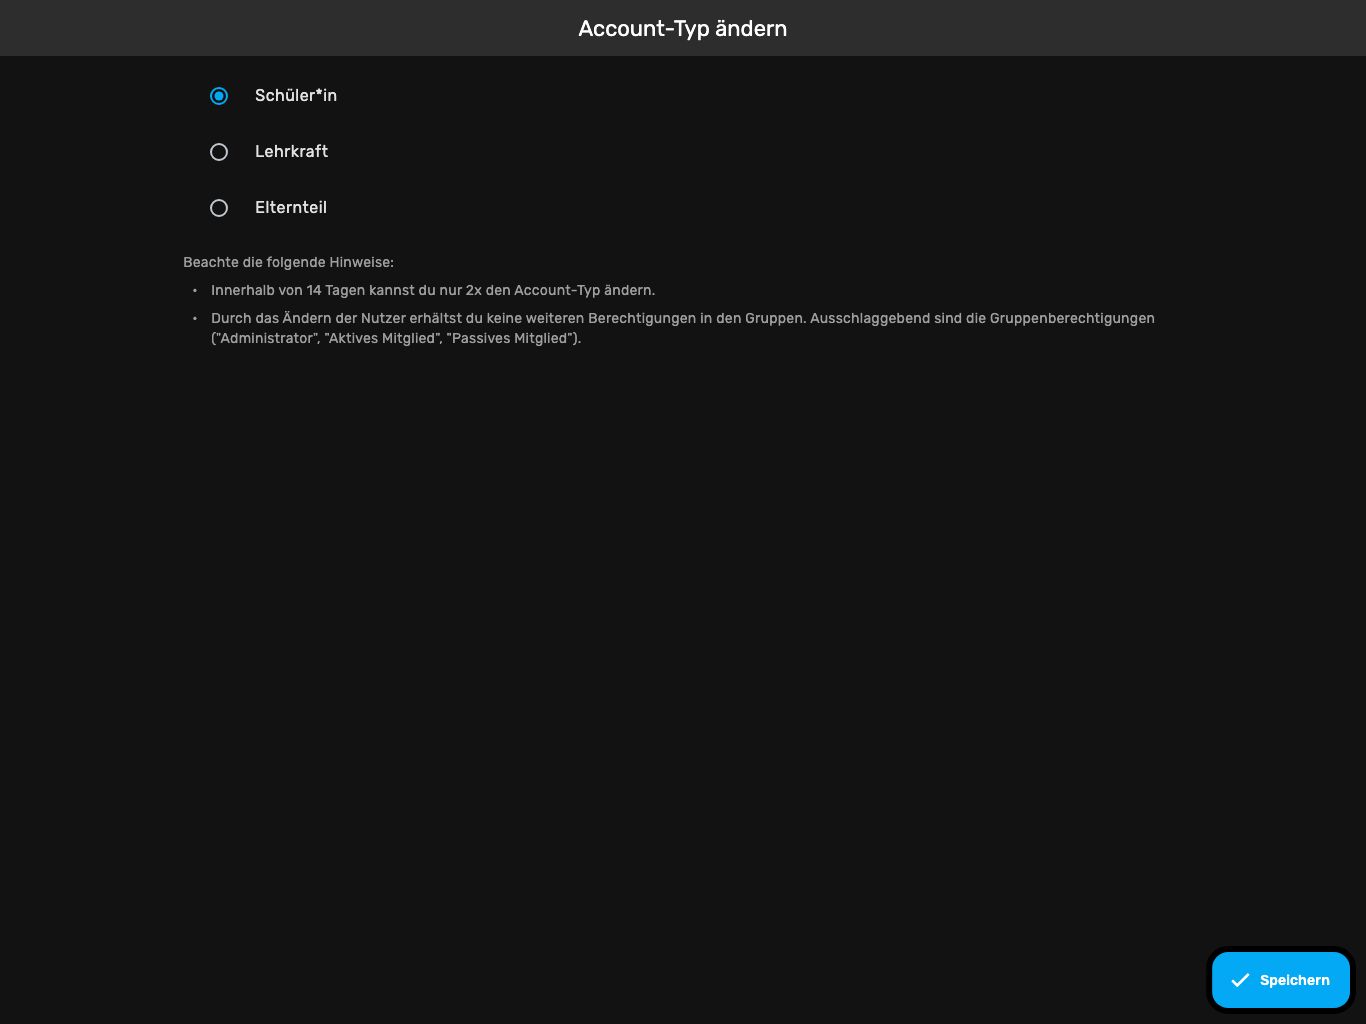 Account-Typ ändern
Schüler*in
Lehrkraft
Elternteil
Beachte die folgende Hinweise:
• Innerhalb von 14 Tagen kannst du nur 2x den Account-Typ ändern.
• Durch das Ändern der Nutzer erhältst du keine weiteren Berechtigungen in den Gruppen. Ausschlaggebend sind die Gruppenberechtigungen
("Administrator", "Aktives Mitglied", "Passives Mitglied").
Speichern